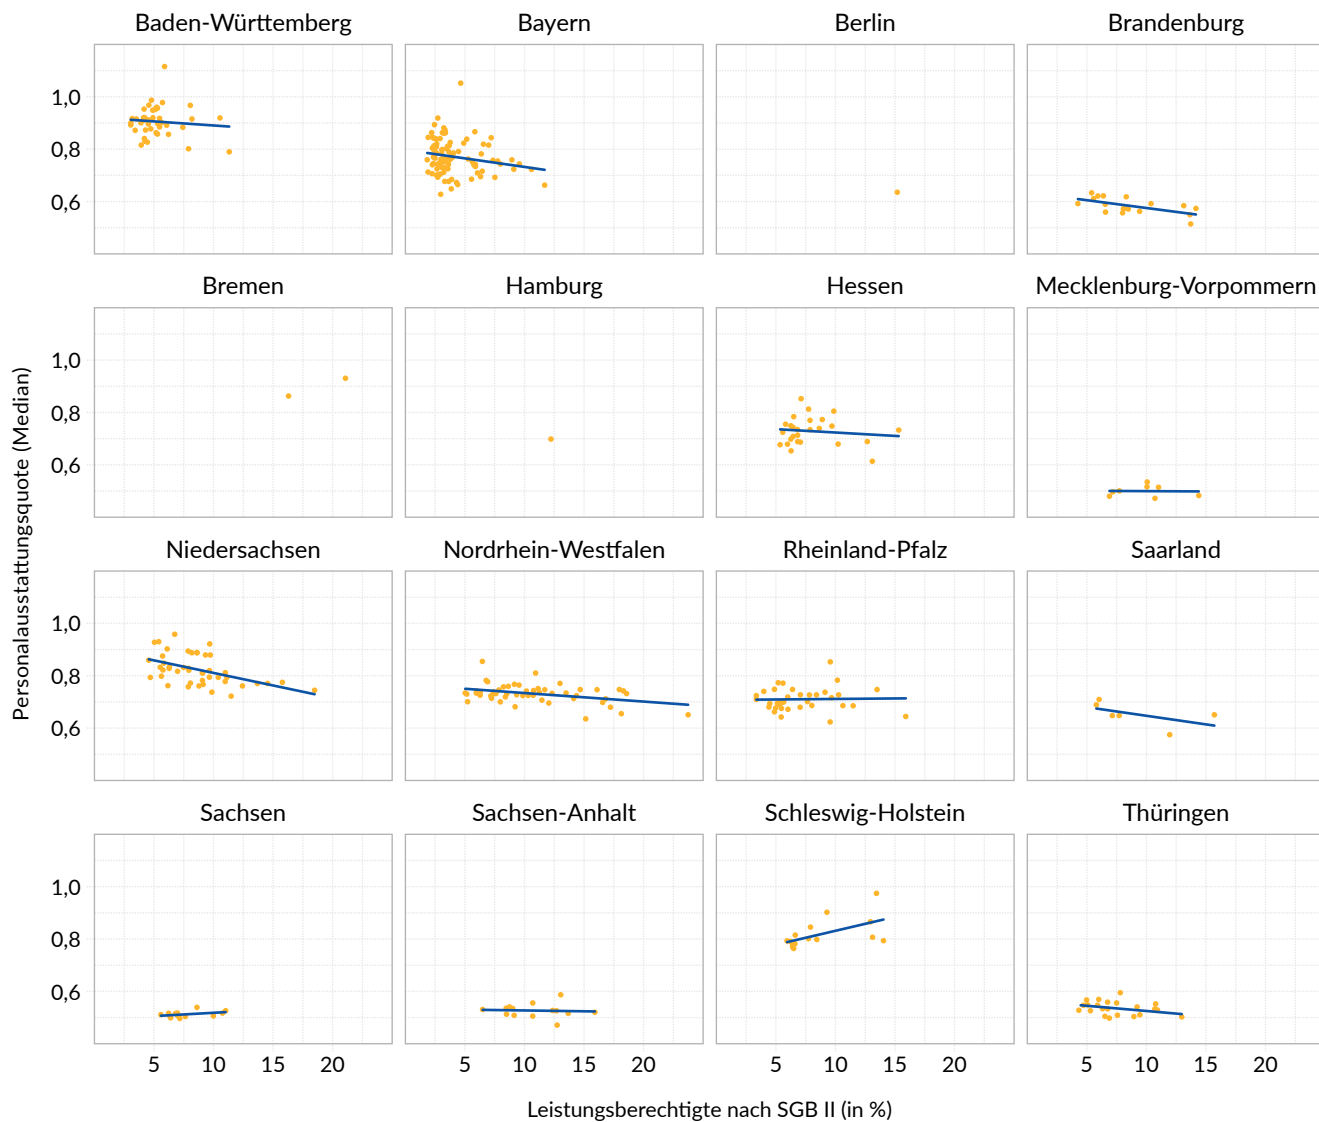 Baden-Württemberg Bayern Berlin Brandenburg
1,0
0,8
0,6
Bremen Hamburg Hessen Mecklenburg-Vorpommern
1,0
0,8
0,6
Personalausstattungsquote (Median)
Niedersachsen Nordrhein-Westfalen Rheinland-Pfalz Saarland
1,0
0,8
0,6
Sachsen Sachsen-Anhalt Schleswig-Holstein Thüringen
1,0
0,8
0,6
5 10 15 20 5 10 15 20 5 10 15 20 5 10 15 20
Leistungsberechtigte nach SGB II (in %)